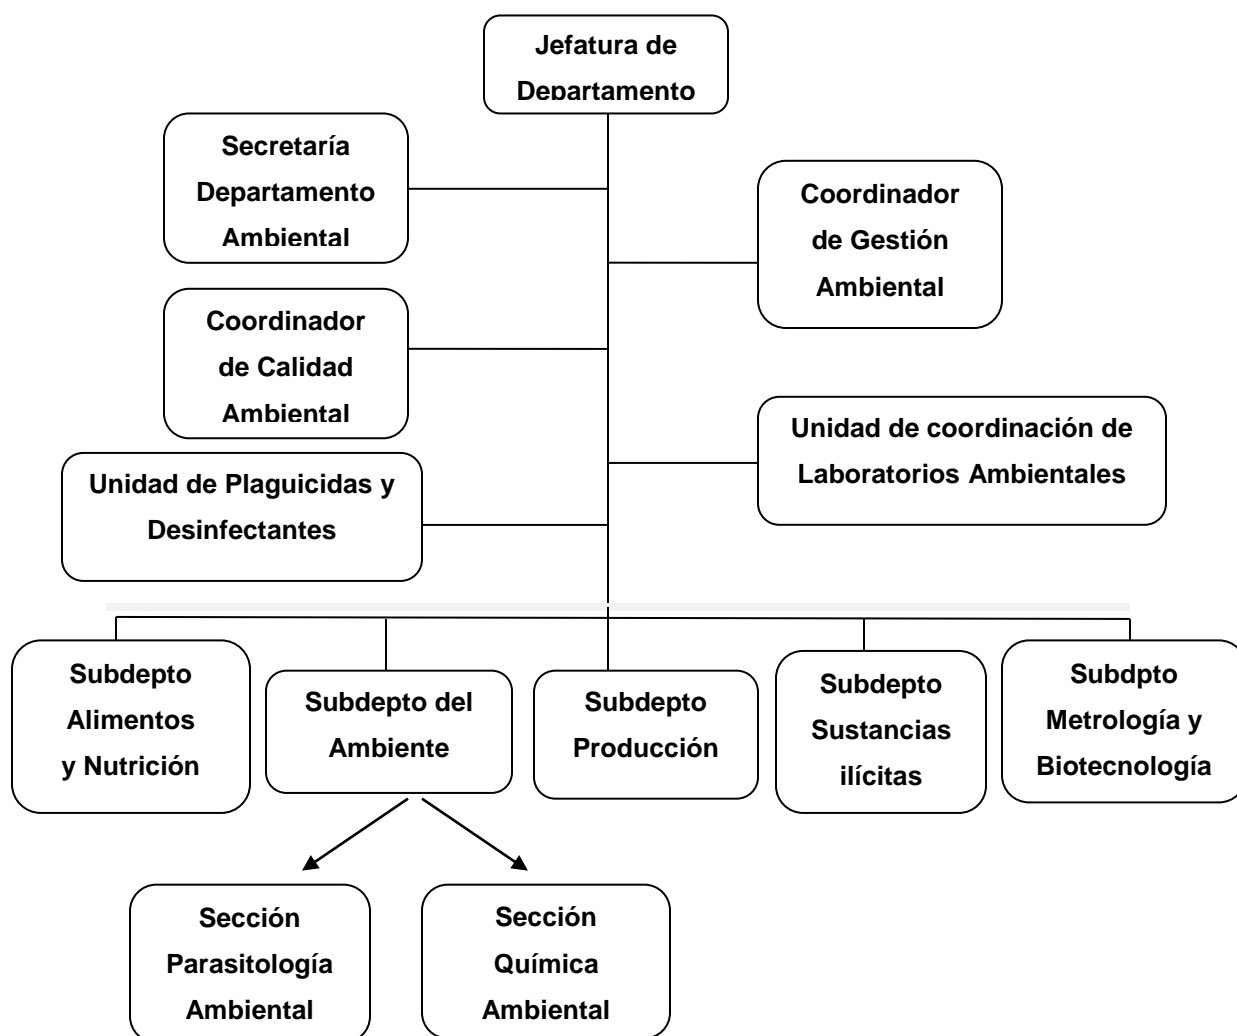 Jefatura de
Departamento
Secretaría
Departamento
Ambiental
Coordinador
de Gestión
Ambiental
Coordinador
de Calidad
Ambiental
Unidad de coordinación de
Laboratorios Ambientales
Unidad de Plaguicidas y
Desinfectantes
Subdepto
Alimentos
y Nutrición
Subdepto del
Ambiente
Subdepto
Producción
Subdepto
Sustancias
ilícitas
Subdpto
Metrología y
Biotecnología
Sección
Parasitología
Ambiental
Sección
Química
Ambiental